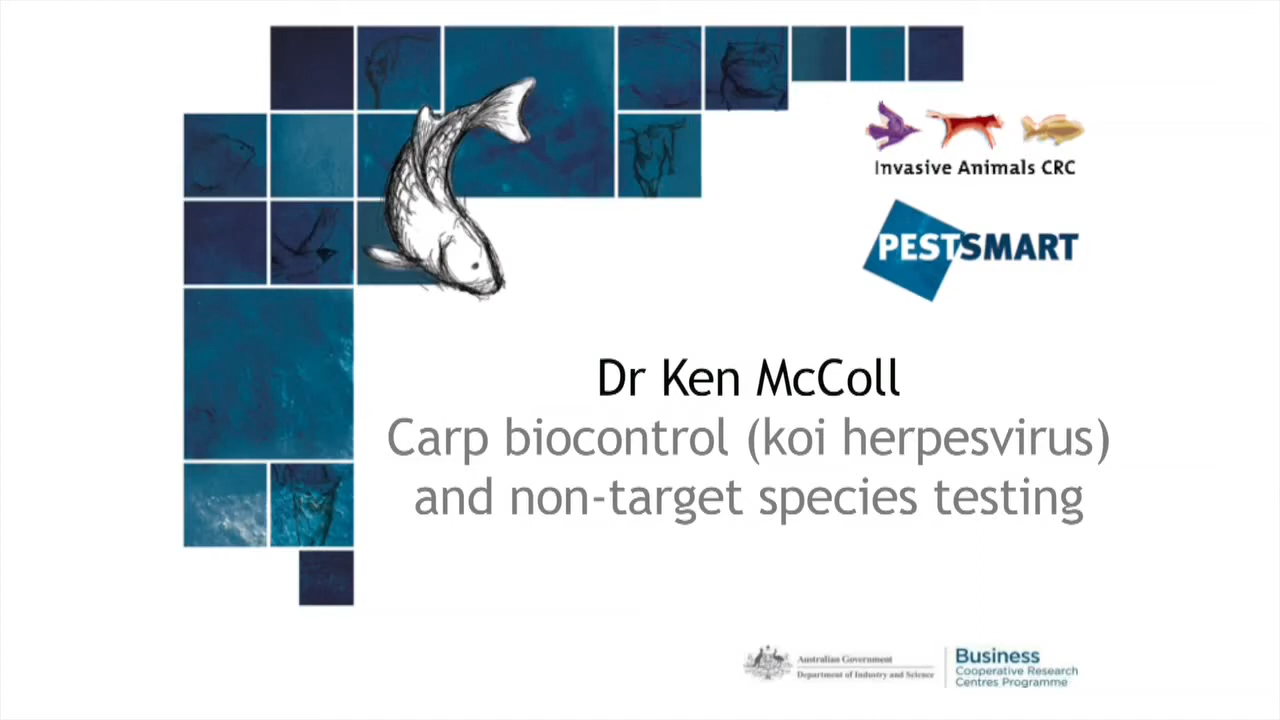 Invasive Animals CRC
PESTSMART
Dr Ken McColl
Carp biocontrol (koi herpesvirus)
and non-target species testing
Australian Government
Department of Industry and Science
Business
Cooperative Research
Centres Programme